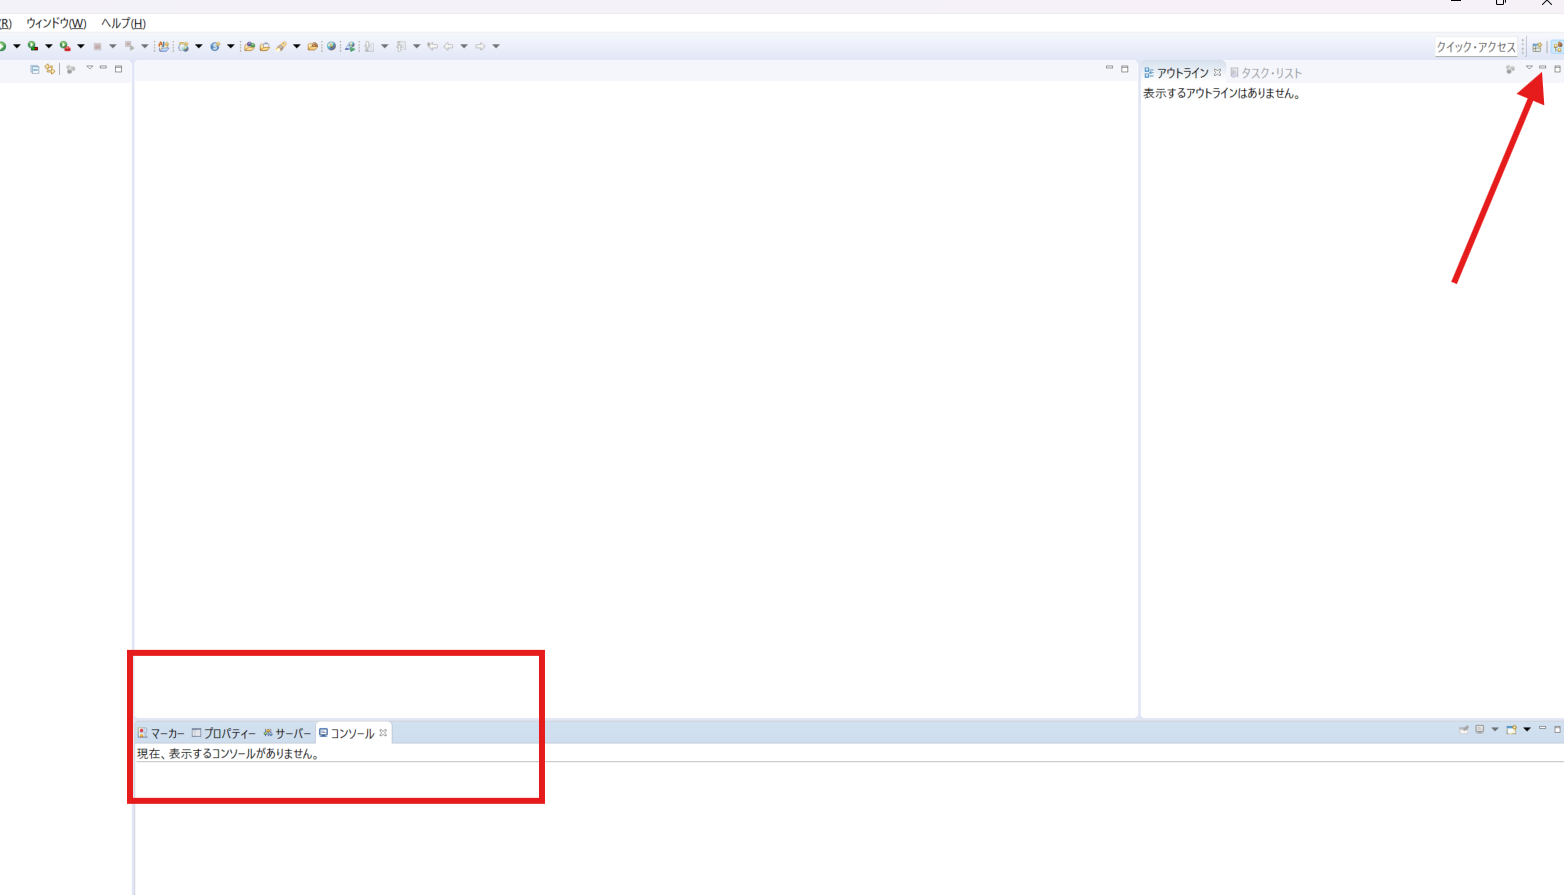 (R) ウィンドウ(W) ヘルプ(H)
クイック・アクセス
アウトライン タスク・リスト
表示するアウトラインはありません。
マーカー プロパティー サーバー コンソール
現在、表示するコンソールがありません。